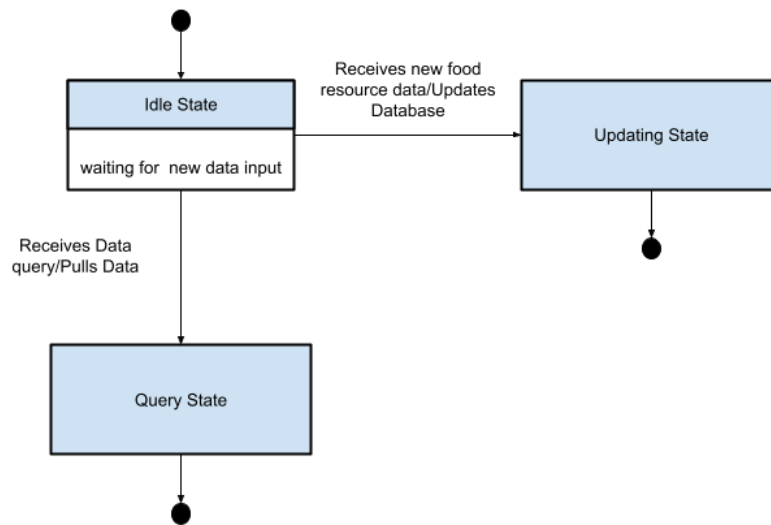 Idle State
waiting for new data input
Receives new food
resource data/Updates
Database
Updating State
Receives Data
query/Pulls Data
Query State